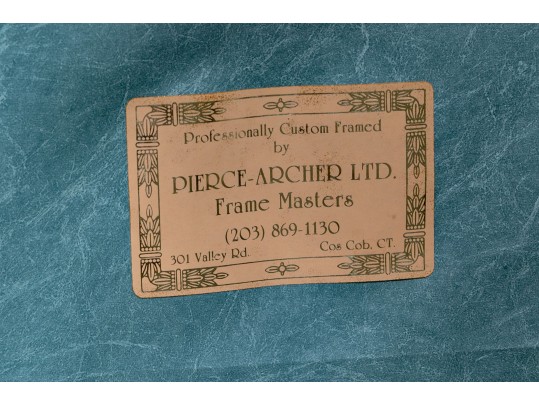 Professionally Custom Framed
by
PIERCE-ARCHER LTD.
Frame Masters
(203) 869-1130
301 Valley Rd. Cos Cob, CT.